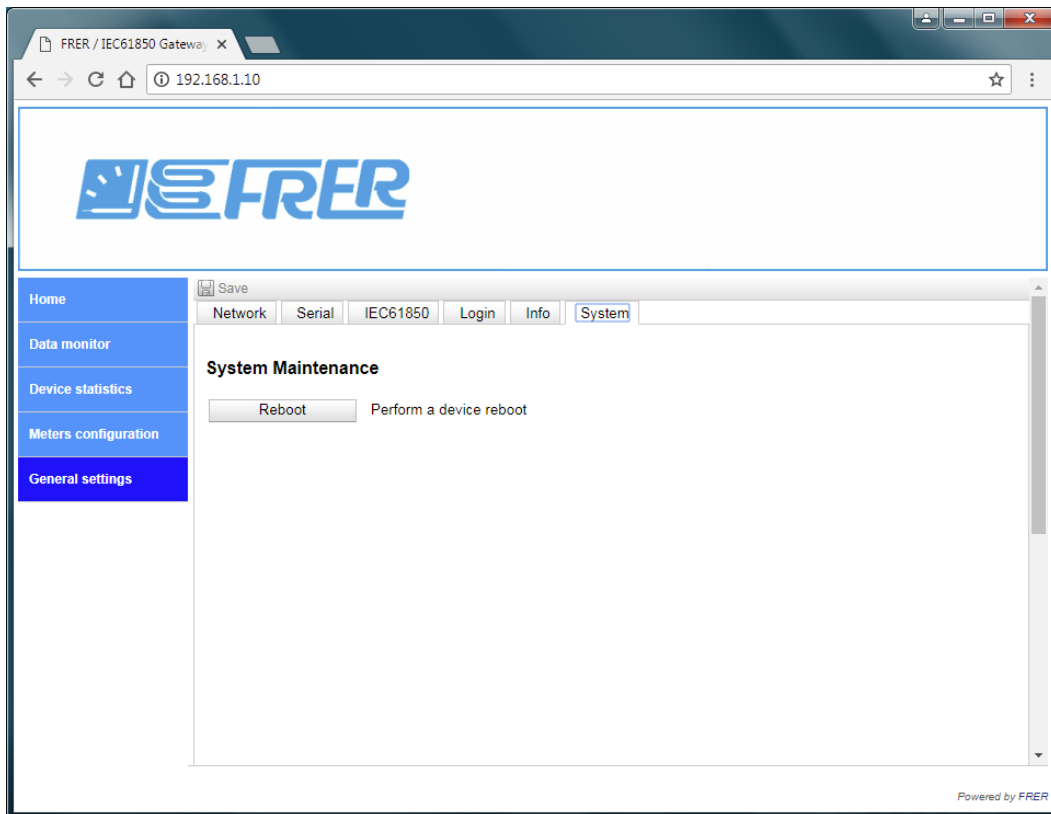 FRER / IEC61850 Gateway
192.168.1.10
FRER
Save
Network Serial IEC61850 Login Info System
Home
Data monitor
Device statistics
Meters configuration
General settings
System Maintenance
Reboot Perform a device reboot
Powered by FRER